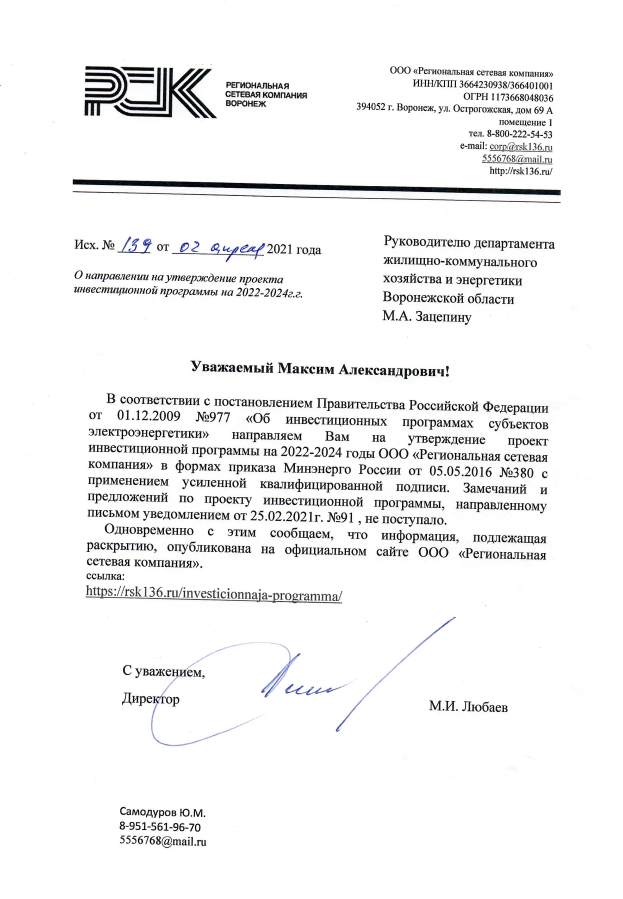 РСК
РЕГИОНАЛЬНАЯ
СЕТЕВАЯ КОМПАНИЯ
ВОРОНЕЖ
ООО «Региональная сетевая компания»
ИНН/КПП 3664230938/366401001
ОГРН 1173668048036
394052 г. Воронеж, ул. Острогожская, дом 69 А
помещение 1
тел. 8-800-222-54-53
e-mail: corp@rsk136.ru
5556768@mail.ru
http://rsk136.ru/
Исх. № 139 от 02 апреля 2021 года
О направлении на утверждение проекта
инвестиционной программы на 2022-2024г.г.
Руководителю департамента
жилищно-коммунального
хозяйства и энергетики
Воронежской области
М.А. Зацепину
Уважаемый Максим Александрович!
В соответствии с постановлением Правительства Российской Федерации
от 01.12.2009 №977 «Об инвестиционных программах субъектов
электроэнергетики» направляем Вам на утверждение проект
инвестиционной программы на 2022-2024 годы ООО «Региональная сетевая
компания» в формах приказа Минэнерго России от 05.05.2016 №380 с
применением усиленной квалифицированной подписи. Замечаний и
предложений по проекту инвестиционной программы, направленному
письмом уведомлением от 25.02.2021г. №91 , не поступало.
Одновременно с этим сообщаем, что информация, подлежащая
раскрытию, опубликована на официальном сайте ООО «Региональная
сетевая компания».
ссылка:
https://rsk136.ru/investicionnaja-programma/
С уважением,
Директор
М.И. Любаев
Самодуров Ю.М.
8-951-561-96-70
5556768@mail.ru